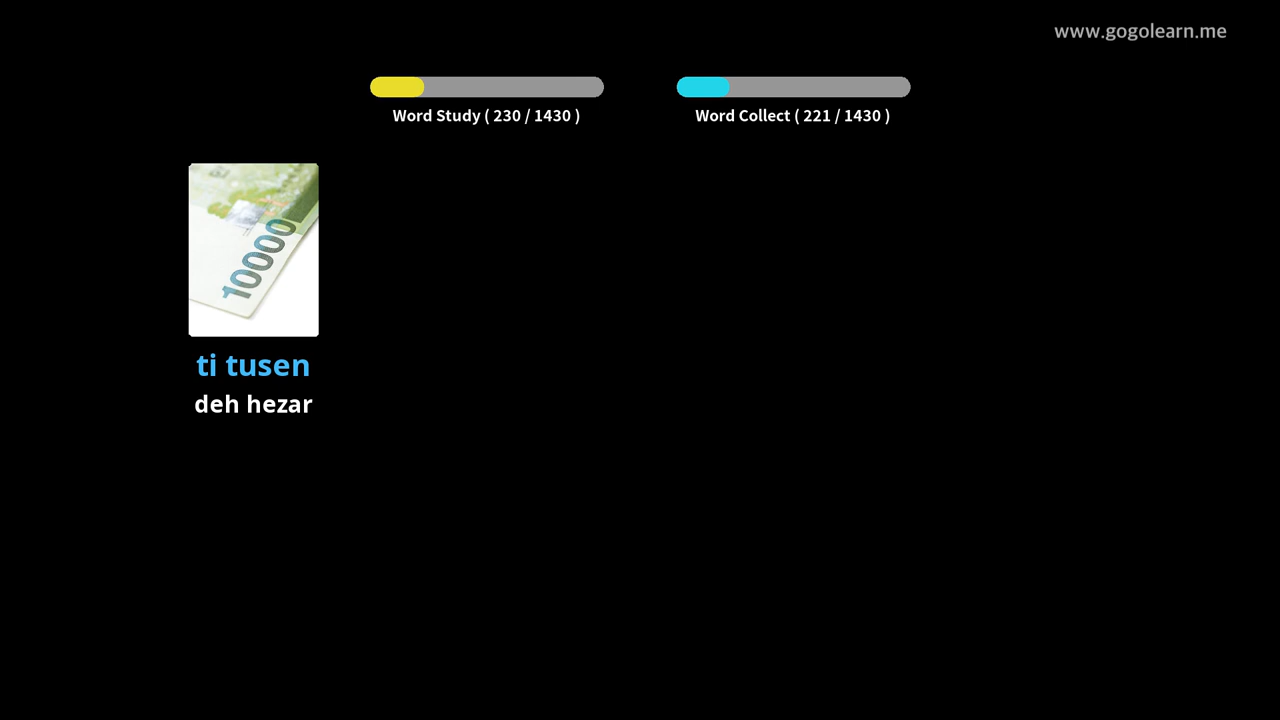 www.gogolearn.me
Word Study ( 230 / 1430 )
Word Collect ( 221 / 1430 )
10000
ti tusen
deh hezar